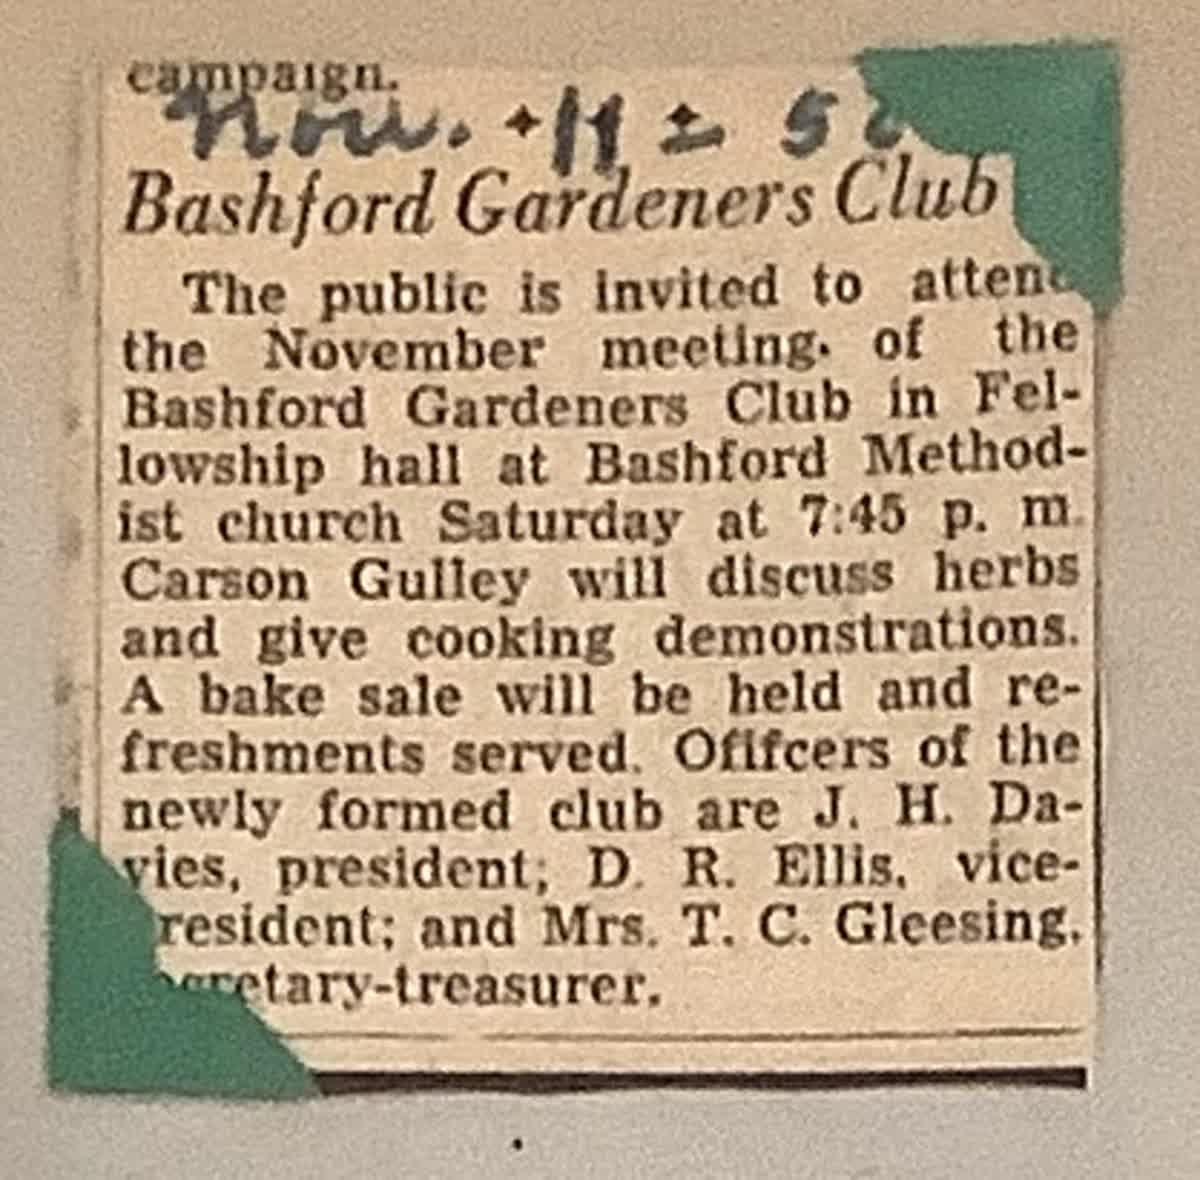 campaign.
Nov. 11 - 5
Bashford Gardeners Club
The public is invited to atten
the November meeting. of the
Bashford Gardeners Club in Fel-
lowship hall at Bashford Method-
ist church Saturday at 7:45 p. m.
Carson Gulley will discuss herbs
and give cooking demonstrations.
A bake sale will be held and re-
freshments served. Ofifcers of the
newly formed club are J. H. Da-
vies, president; D. R. Ellis, vice-
resident; and Mrs. T. C. Gleesing,
cretary-treasurer.